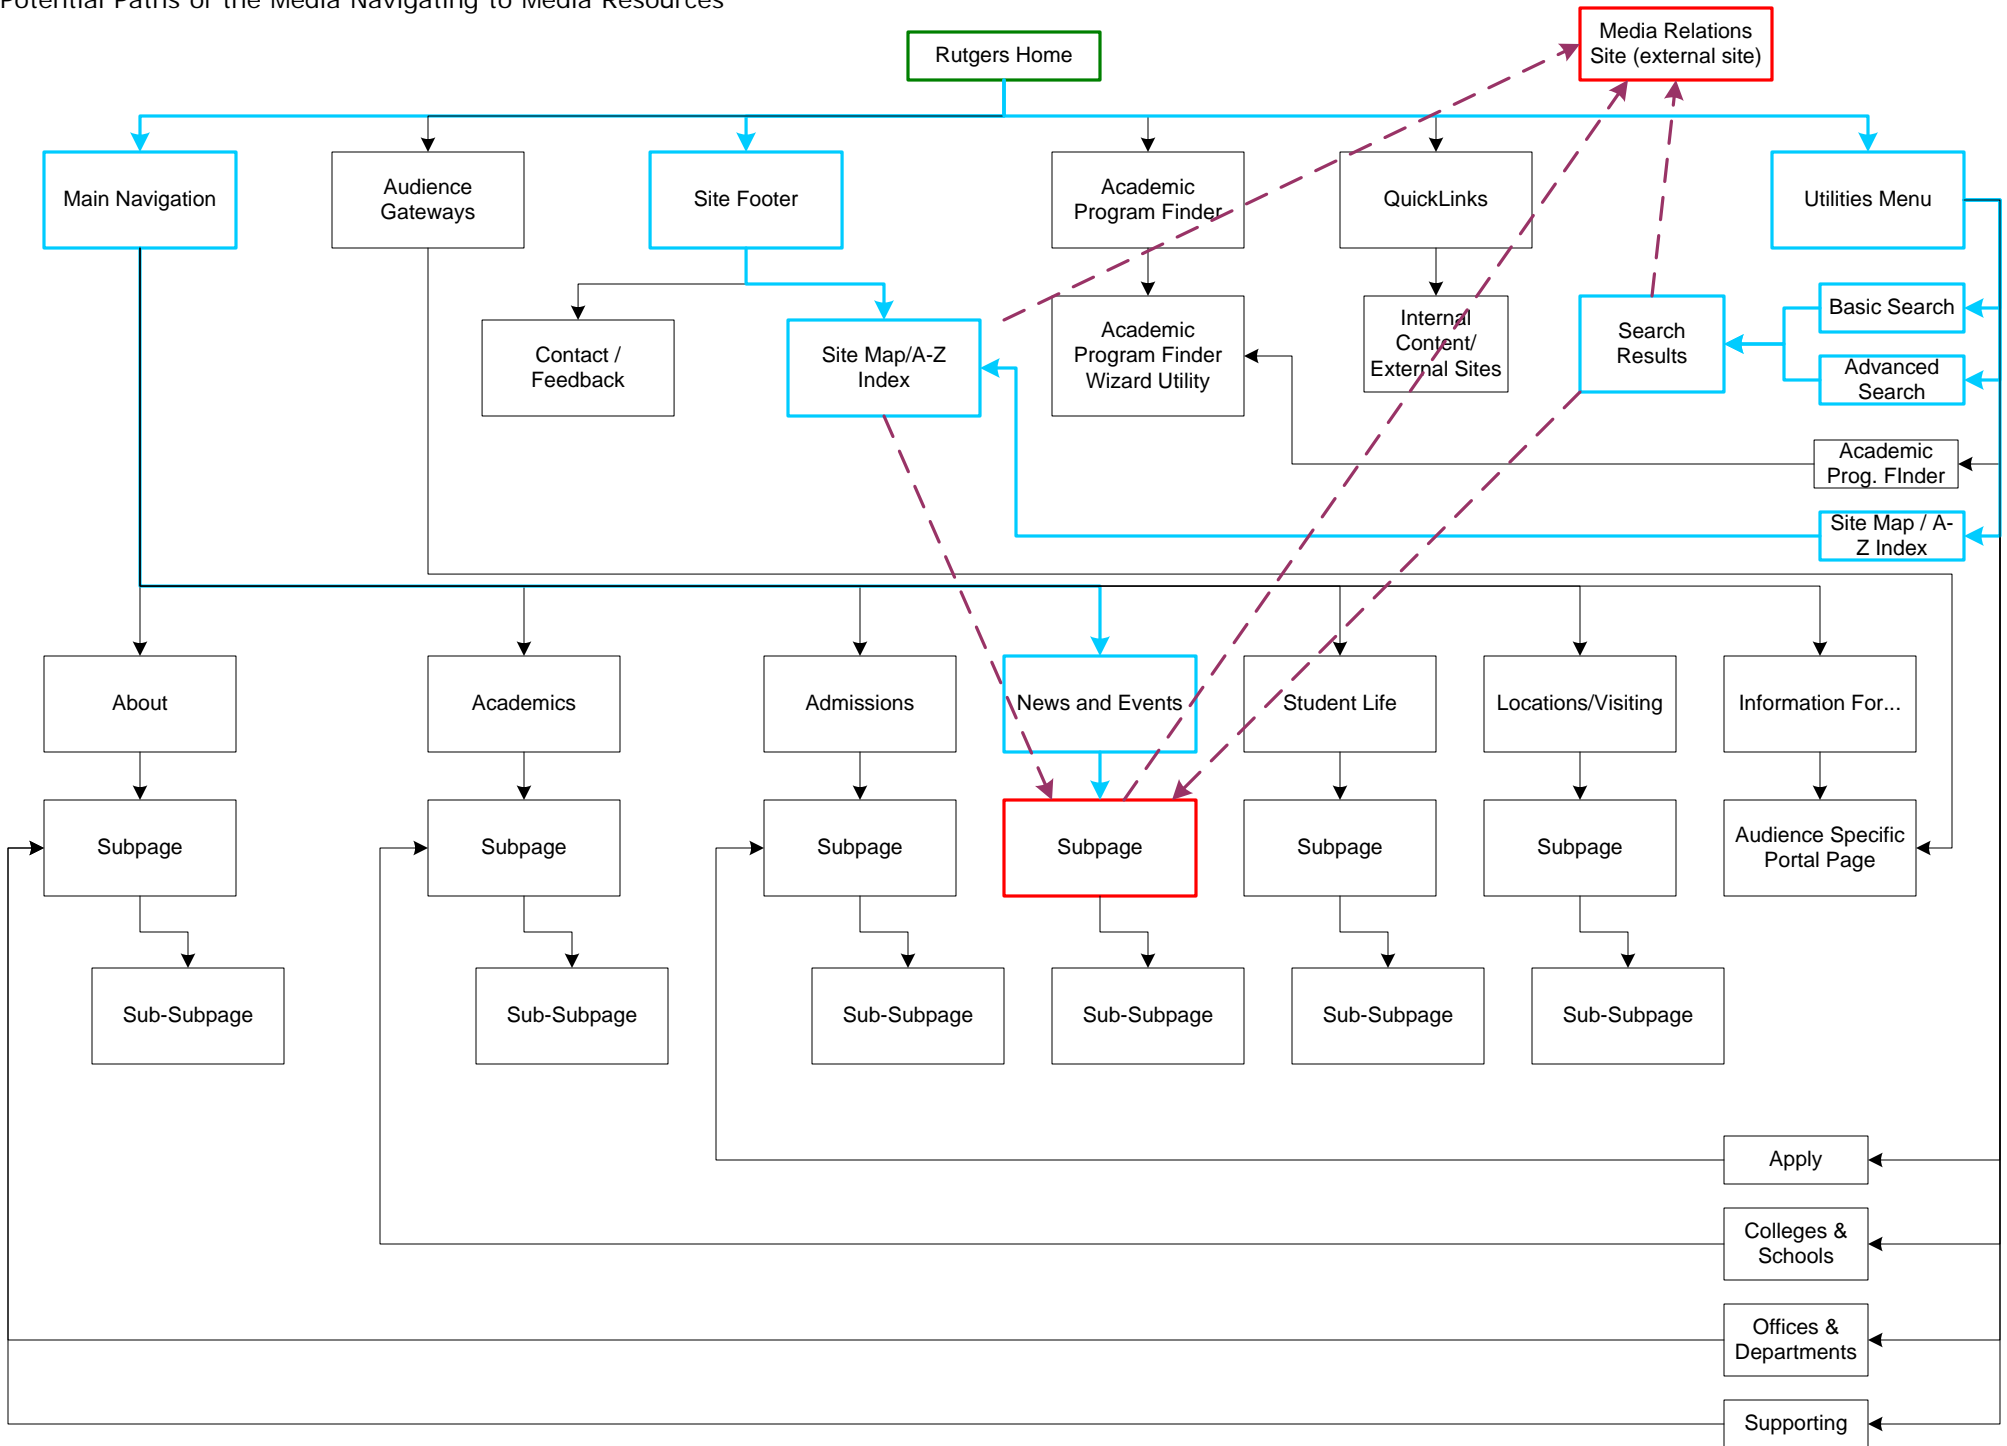 Potential Paths of the Media Navigating to Media Resources
Rutgers Home
Media Relations
Site (external site)
Main Navigation
Audience
Gateways
Site Footer
Academic
Program Finder
QuickLinks
Utilities Menu
Contact /
Feedback
Site Map/A-Z
Index
Academic
Program Finder
Wizard Utility
Internal
Content/
External Sites
Search
Results
Basic Search
Advanced
Search
Academic
Prog. FInder
Site Map / A-
Z Index
About
Academics
Admissions
News and Events
Student Life
Locations/Visiting
Information For...
Subpage
Subpage
Subpage
Subpage
Subpage
Subpage
Audience Specific
Portal Page
Sub-Subpage
Sub-Subpage
Sub-Subpage
Sub-Subpage
Sub-Subpage
Sub-Subpage
Apply
Colleges &
Schools
Offices &
Departments
Supporting